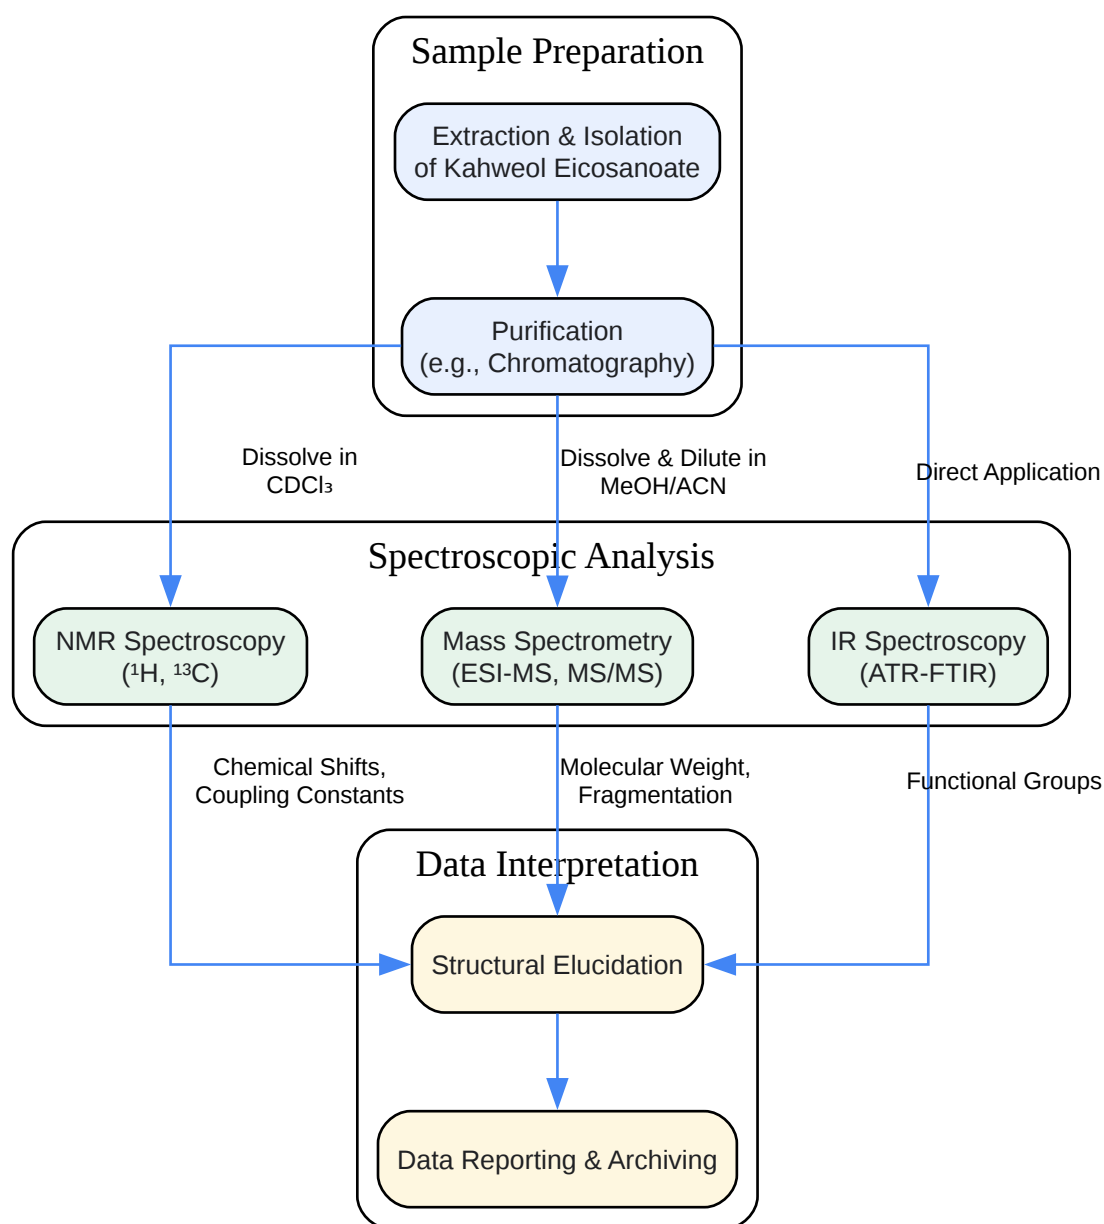 Sample Preparation
Extraction & Isolation
of Kahweol Eicosanoate
Purification
(e.g., Chromatography)
Dissolve in
CDCl₃
Dissolve & Dilute in
MeOH/ACN
Direct Application
Spectroscopic Analysis
NMR Spectroscopy
(¹H, ¹³C)
Mass Spectrometry
(ESI-MS, MS/MS)
IR Spectroscopy
(ATR-FTIR)
Chemical Shifts,
Coupling Constants
Molecular Weight,
Fragmentation
Functional Groups
Data Interpretation
Structural Elucidation
Data Reporting & Archiving